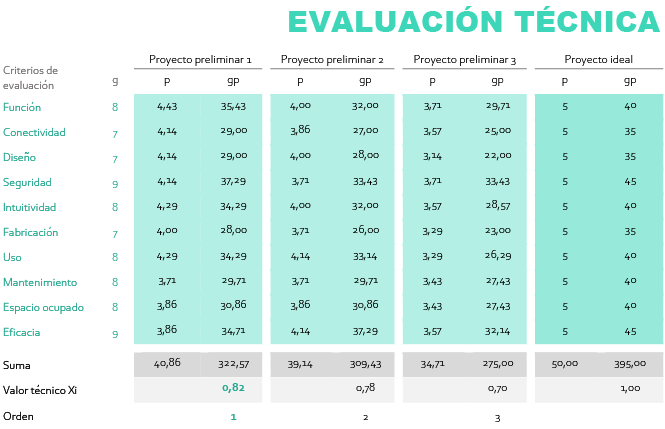 EVALUACIÓN TÉCNICA
Proyecto preliminar 1 Proyecto preliminar 2 Proyecto preliminar 3 Proyecto ideal
Criterios de evaluación g p gp p gp p gp p gp
Función 8 4,43 35,43 4,00 32,00 3,71 29,71 5 40
Conectividad 7 4,14 29,00 3,86 27,00 3,57 25,00 5 35
Diseño 7 4,14 29,00 4,00 28,00 3,14 22,00 5 35
Seguridad 9 4,14 37,29 3,71 33,43 3,71 33,43 5 45
Intuitividad 8 4,29 34,29 4,00 32,00 3,57 28,57 5 40
Fabricación 7 4,00 28,00 3,71 26,00 3,29 23,00 5 35
Uso 8 4,29 34,29 4,14 33,14 3,29 26,29 5 40
Mantenimiento 8 3,71 29,71 3,71 29,71 3,43 27,43 5 40
Espacio ocupado 8 3,86 30,86 3,86 30,86 3,43 27,43 5 40
Eficacia 9 3,86 34,71 4,14 37,29 3,57 32,14 5 45
Suma 40,86 322,57 39,14 309,43 34,71 275,00 50,00 395,00
Valor técnico Xi 0,82 0,78 0,70 1,00
Orden 1 2 3